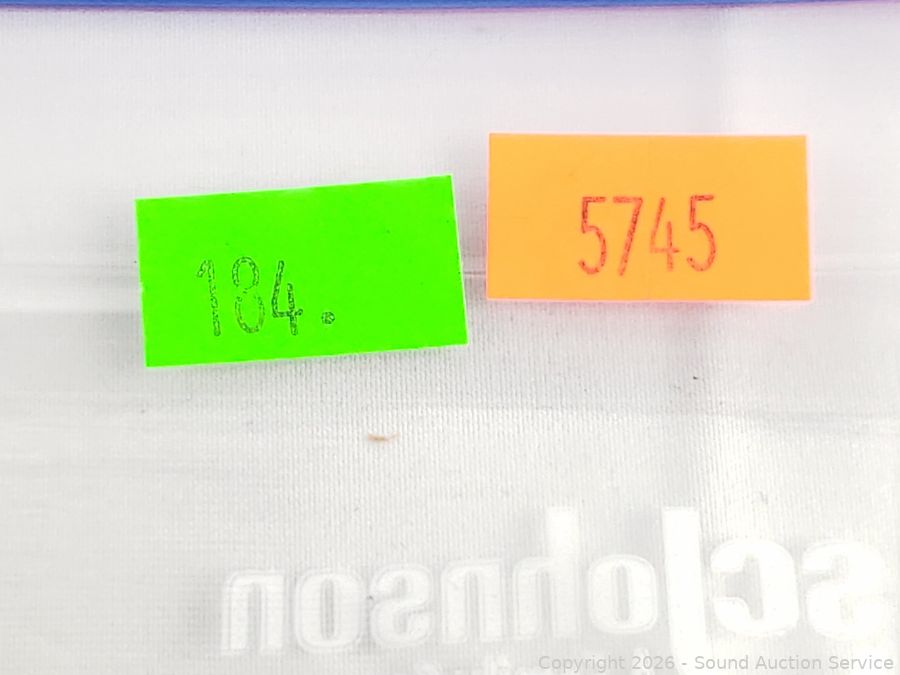 184.
5745
scjohnson
Copyright 2026 - Sound Auction Service